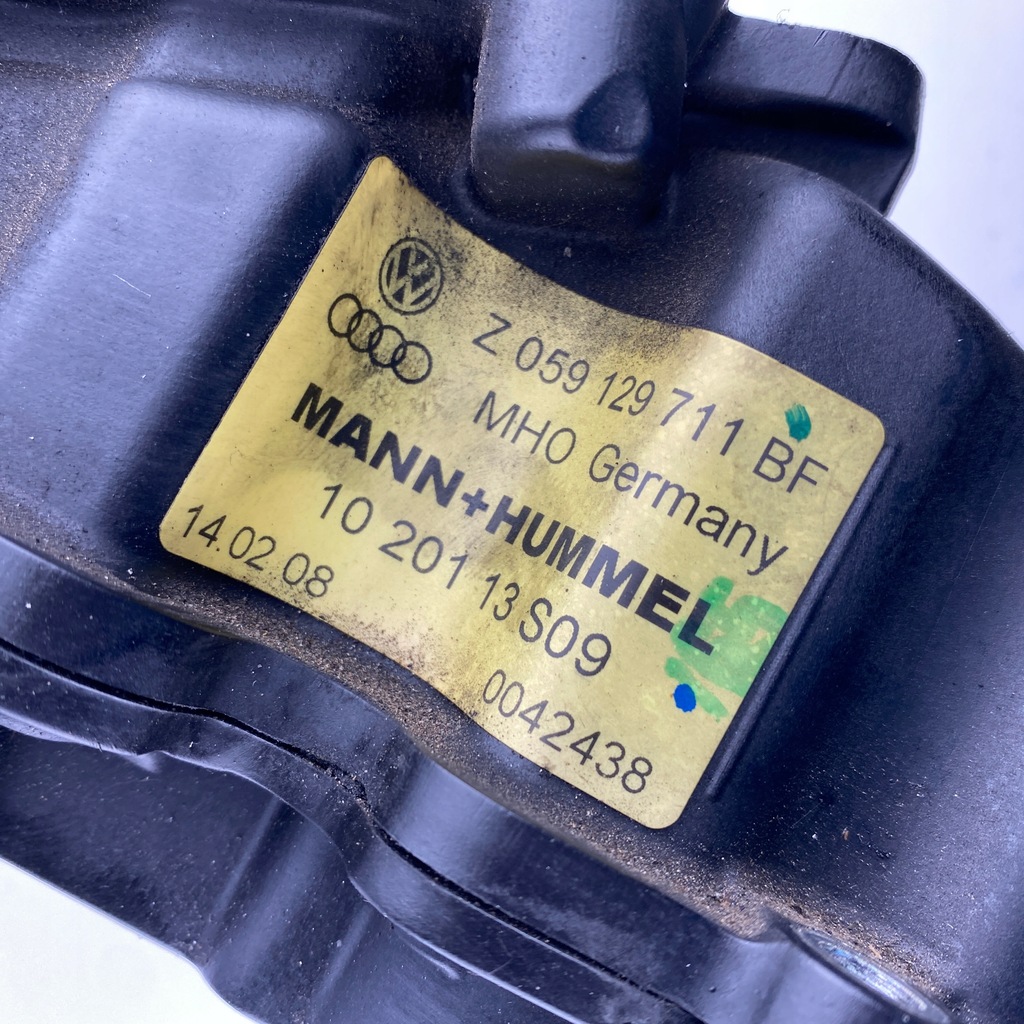 Z 059 129 711 BF
MHO Germany
MANN+HUMMEL
10 201 13 S09
14.02.08
0042438